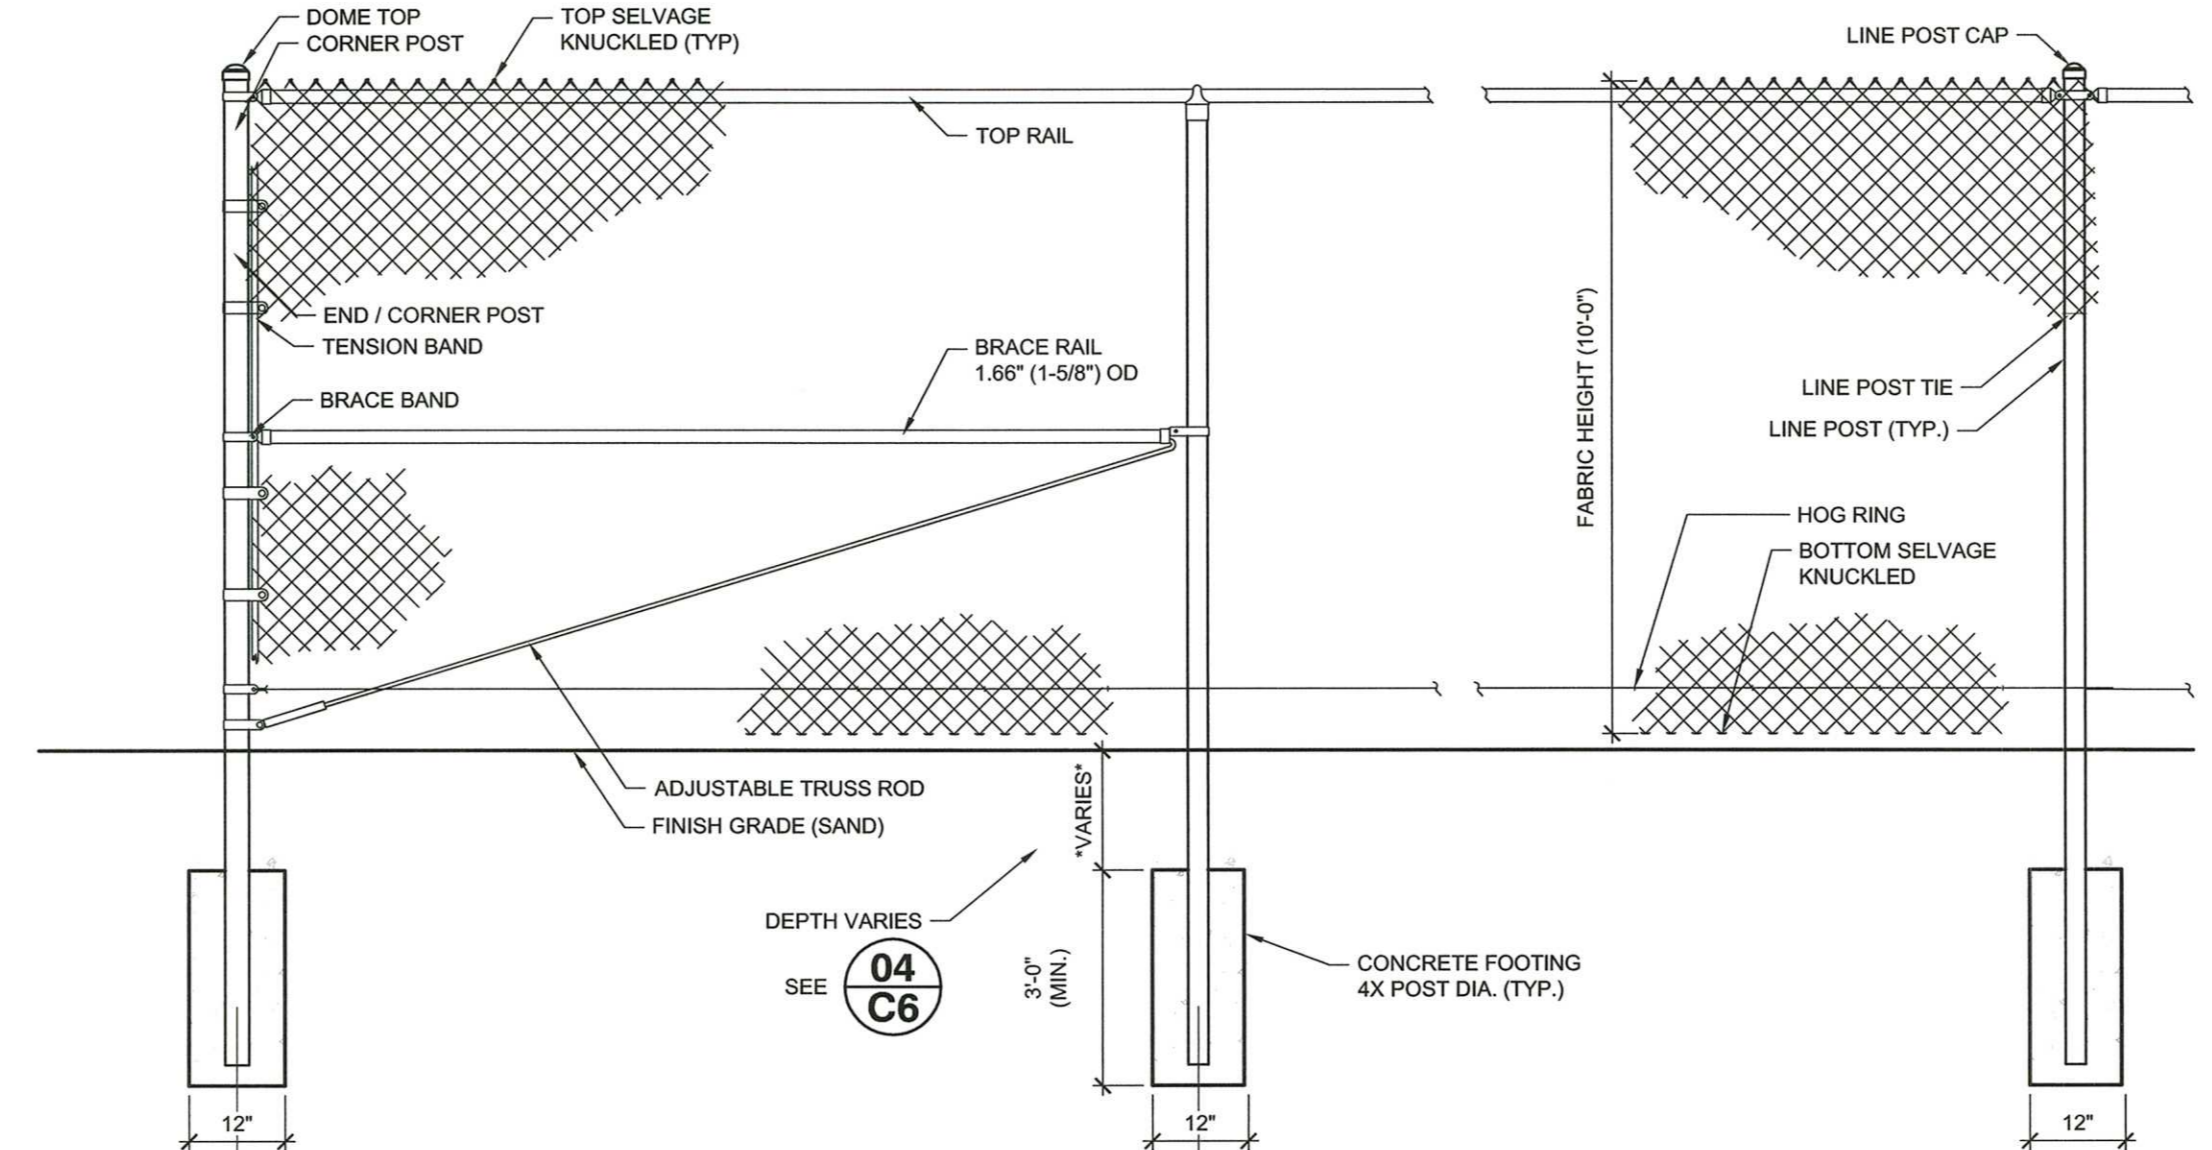 DOME TOP
CORNER POST
TOP SELVAGE
KNUCKLED (TYP)
LINE POST CAP
TOP RAIL
END / CORNER POST
TENSION BAND
BRACE RAIL
1.66" (1-5/8") OD
BRACE BAND
FABRIC HEIGHT (10'-0")
LINE POST TIE
LINE POST (TYP.)
HOG RING
BOTTOM SELVAGE
KNUCKLED
ADJUSTABLE TRUSS ROD
FINISH GRADE (SAND)
*VARIES*
DEPTH VARIES
SEE
04
C6
3'-0"
(MIN.)
CONCRETE FOOTING
4X POST DIA. (TYP.)
12"
12"
12"